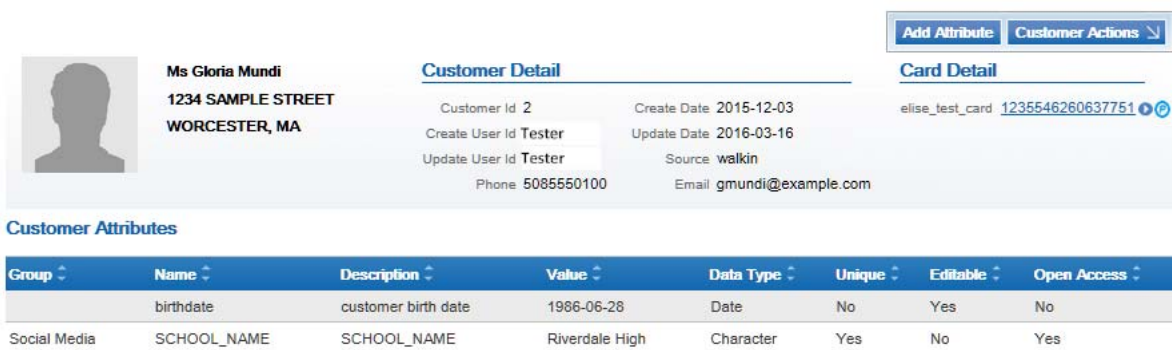 Add Attribute Customer Actions
Ms Gloria Mundi
1234 SAMPLE STREET
WORCESTER, MA
Customer Detail
Customer Id 2 Create Date 2015-12-03
Create User Id Tester Update Date 2016-03-16
Update User Id Tester Source walkin
Phone 5085550100 Email gmundi@example.com
Card Detail
elise_test_card 1235546260637751 P
Customer Attributes
Group Name Description Value Data Type Unique Editable Open Access
birthdate customer birth date 1986-06-28 Date No Yes No
Social Media SCHOOL_NAME SCHOOL_NAME Riverdale High Character Yes No Yes